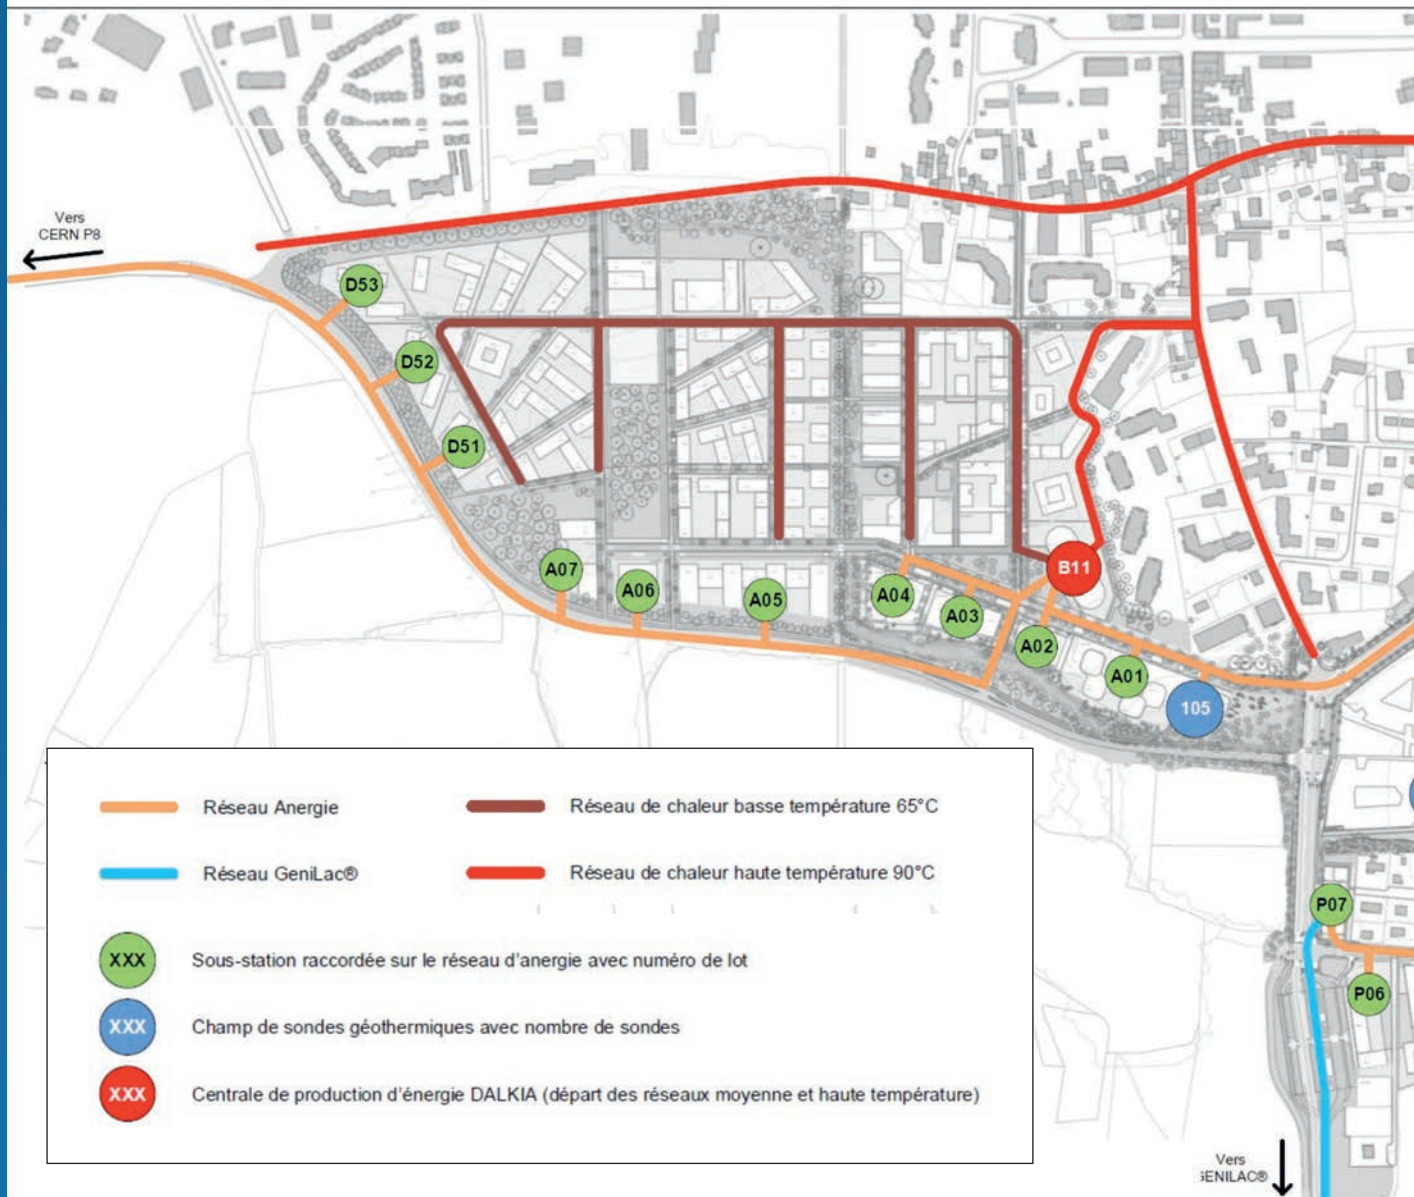 Vers
CERN P8
D53
D52
D51
A07
A06
A05
A04
A03
B11
A02
A01
105
Réseau Anergie
Réseau de chaleur basse température 65°C
Réseau GeniLac®
Réseau de chaleur haute température 90°C
XXX
Sous-station raccordée sur le réseau d'anergie avec numéro de lot
XXX
Champ de sondes géothermiques avec nombre de sondes
XXX
Centrale de production d'énergie DALKIA (départ des réseaux moyenne et haute température)
P07
P06
Vers
ENILAC®